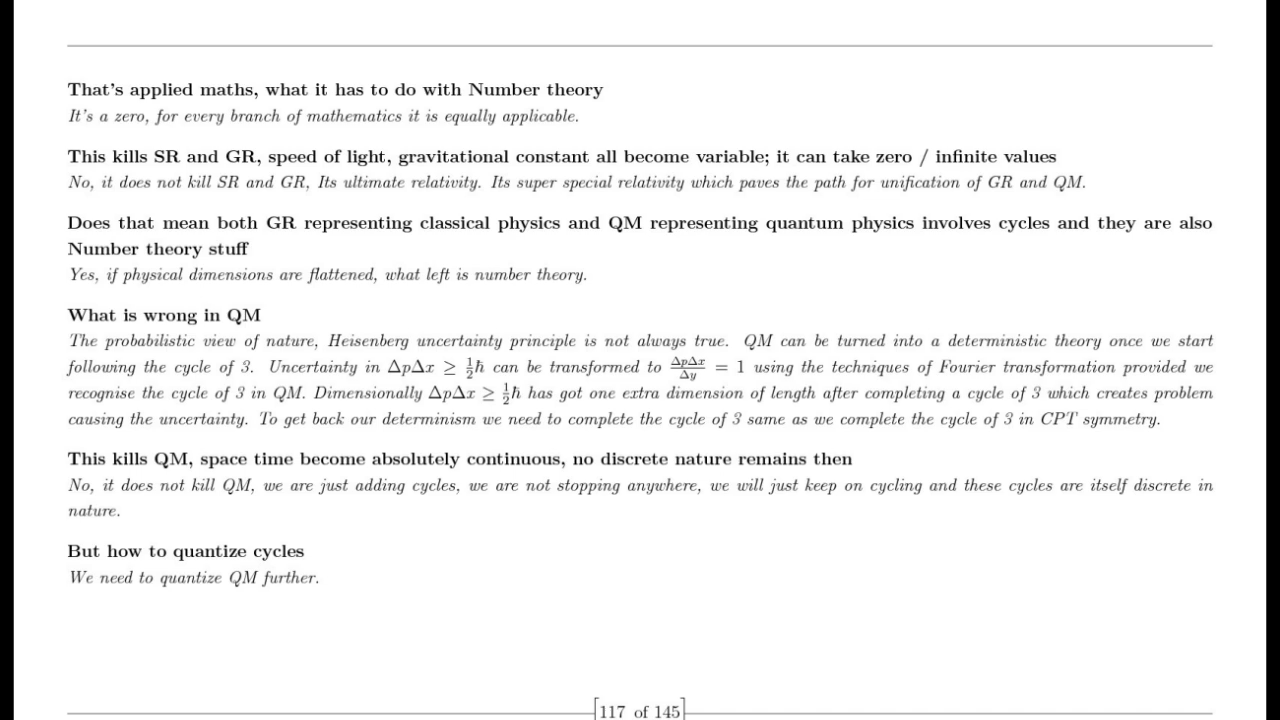 That's applied maths, what it has to do with Number theory
It's a zero, for every branch of mathematics it is equally applicable.
This kills SR and GR, speed of light, gravitational constant all become variable; it can take zero / infinite values
No, it does not kill SR and GR, Its ultimate relativity. Its super special relativity which paves the path for unification of GR and QM.
Does that mean both GR representing classical physics and QM representing quantum physics involves cycles and they are also
Number theory stuff
Yes, if physical dimensions are flattened, what left is number theory.
What is wrong in QM
The probabilistic view of nature, Heisenberg uncertainty principle is not always true. QM can be turned into a deterministic theory once we start
following the cycle of 3. Uncertainty in ΔpΔx ≥ ½ħ can be transformed to ΔpΔx/Δy = 1 using the techniques of Fourier transformation provided we
recognise the cycle of 3 in QM. Dimensionally ΔpΔx ≥ ½ħ has got one extra dimension of length after completing a cycle of 3 which creates problem
causing the uncertainty. To get back our determinism we need to complete the cycle of 3 same as we complete the cycle of 3 in CPT symmetry.
This kills QM, space time become absolutely continuous, no discrete nature remains then
No, it does not kill QM, we are just adding cycles, we are not stopping anywhere, we will just keep on cycling and these cycles are itself discrete in
nature.
But how to quantize cycles
We need to quantize QM further.
117 of 145